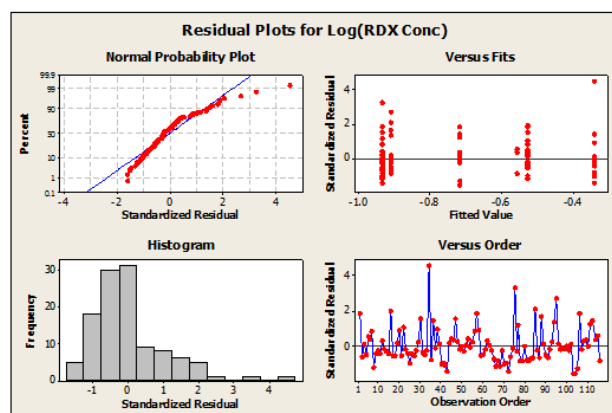 Residual Plots for Log(RDX Conc)
Normal Probability Plot
Versus Fits
99.9
99
90
50
10
1
0.1
Percent
-4
-2
0
2
4
Standardized Residual
4
2
0
-2
Standardized Residual
-1.0
-0.8
-0.6
-0.4
Fitted Value
Histogram
Versus Order
30
20
10
0
Frequency
-1
0
1
2
3
4
Standardized Residual
4
2
0
Standardized Residual
1 10 20 30 40 50 60 70 80 90 100 110
Observation Order